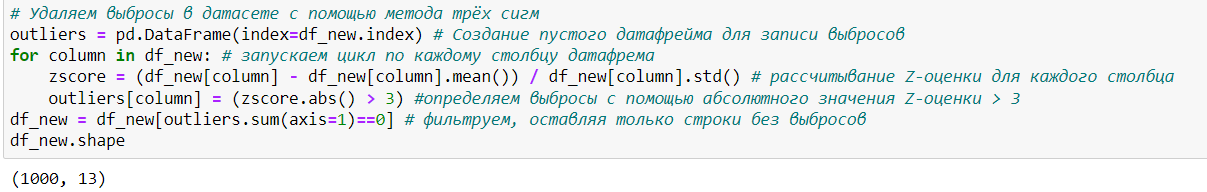 # Удаляем выбросы в датасете с помощью метода трёх сигм
outliers = pd.DataFrame(index=df_new.index) # Создание пустого датафрейма для записи выбросов
for column in df_new: # запускаем цикл по каждому столбцу датафрема
    zscore = (df_new[column] - df_new[column].mean()) / df_new[column].std() # рассчитывание Z-оценки для каждого столбца
    outliers[column] = (zscore.abs() > 3) #определяем выбросы с помощью абсолютного значения Z-оценки > 3
df_new = df_new[outliers.sum(axis=1)==0] # фильтруем, оставляя только строки без выбросов
df_new.shape
(1000, 13)